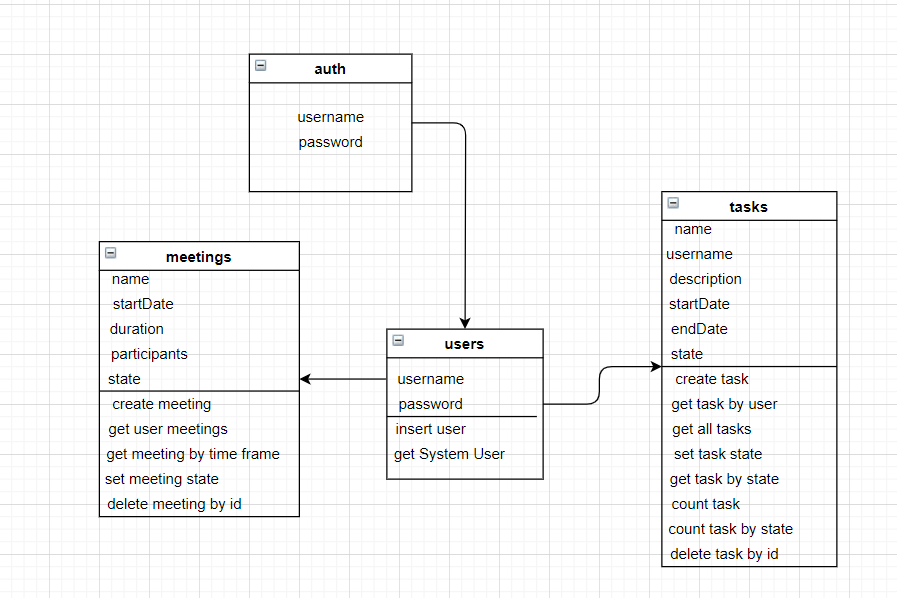 auth
username
password
meetings
name
startDate
duration
participants
state
create meeting
get user meetings
get meeting by time frame
set meeting state
delete meeting by id
users
username
password
insert user
get System User
tasks
name
username
description
startDate
endDate
state
create task
get task by user
get all tasks
set task state
get task by state
count task
count task by state
delete task by id